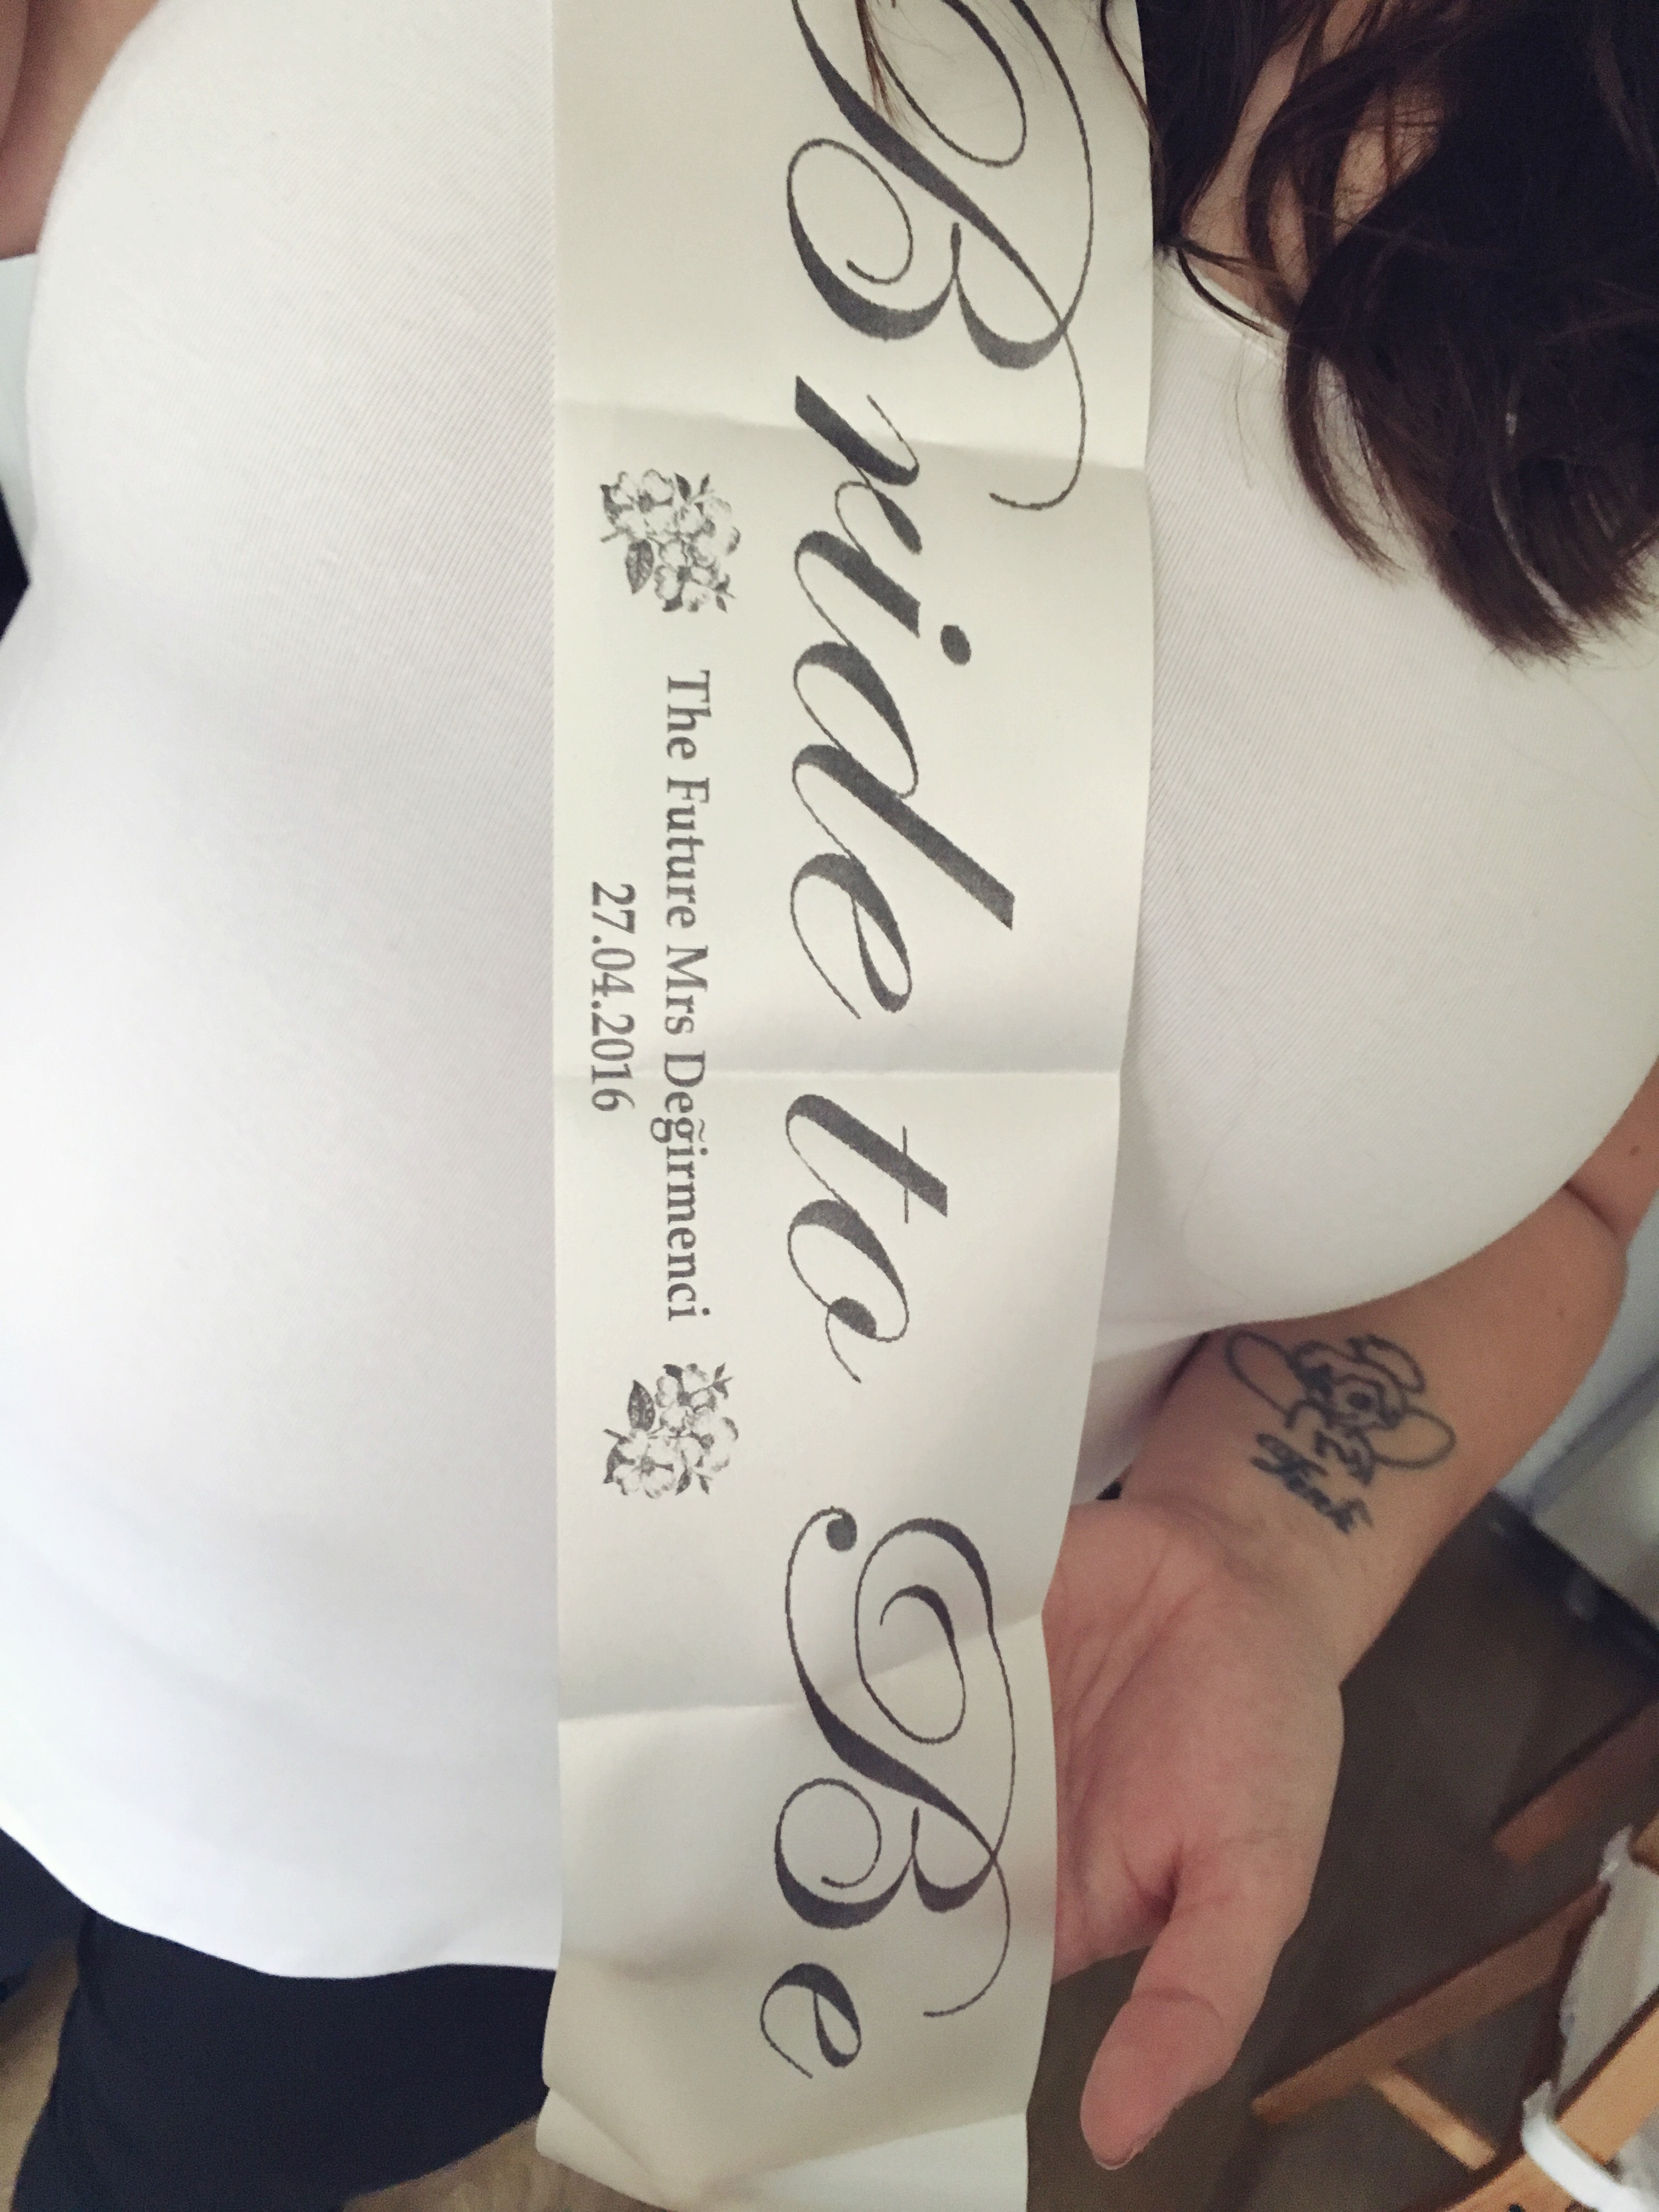 Bride to Be
The Future Mrs Değirmenci
27.04.2016